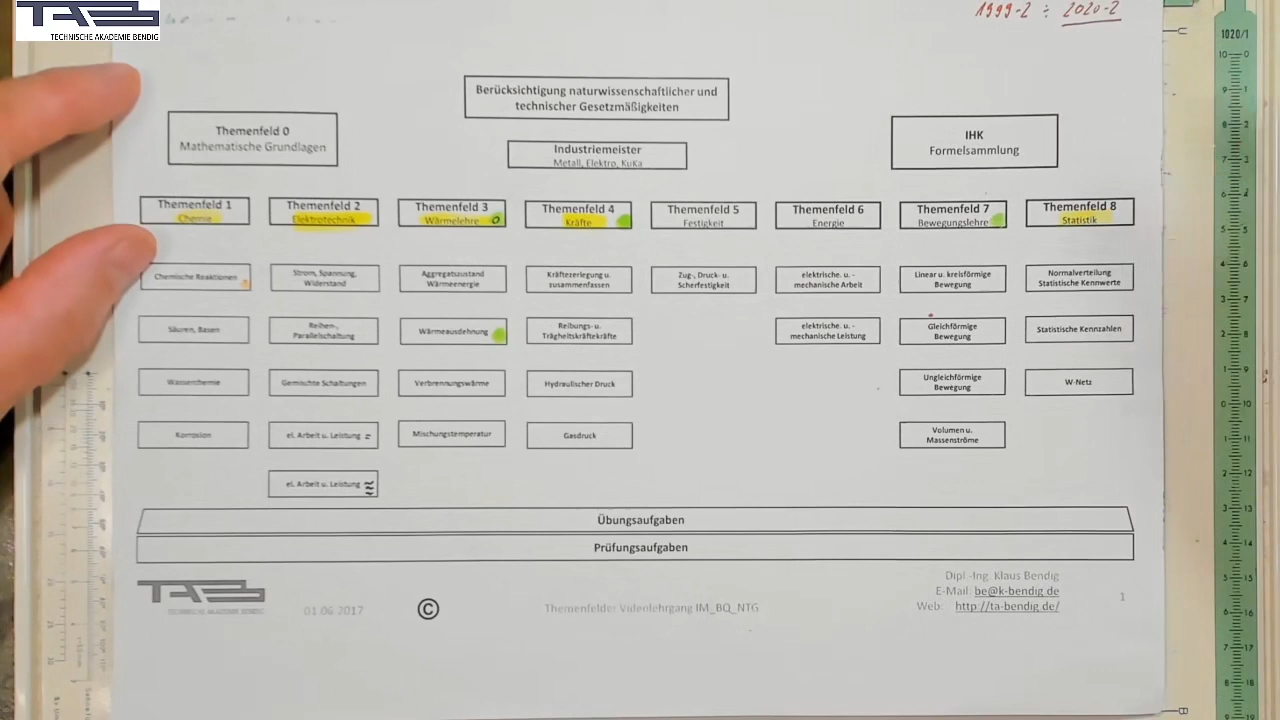 TAB
TECHNISCHE AKADEMIE BENDIG
1999-2 ÷ 2020-2
1020/1
Berücksichtigung naturwissenschaftlicher und
technischer Gesetzmäßigkeiten
Themenfeld 0
Mathematische Grundlagen
Industriemeister
Metall, Elektro, KuKa
IHK
Formelsammlung
Themenfeld 1
Chemie
Themenfeld 2
Elektrotechnik
Themenfeld 3
Wärmelehre
Themenfeld 4
Kräfte
Themenfeld 5
Festigkeit
Themenfeld 6
Energie
Themenfeld 7
Bewegungslehre
Themenfeld 8
Statistik
Chemische Reaktionen
Strom, Spannung,
Widerstand
Aggregatzustand
Wärmeenergie
Kräftezerlegung u.
zusammenfassen
Zug-, Druck- u.
Scherfestigkeit
elektrische. u. -
mechanische Arbeit
Linear u. kreisförmige
Bewegung
Normalverteilung
Statistische Kennwerte
Säuren, Basen
Reihen-,
Parallelschaltung
Wärmeausdehnung
Reibungs- u.
Trägheitskräftekräfte
elektrische. u. -
mechanische Leistung
Gleichförmige
Bewegung
Statistische Kennzahlen
Wasserchemie
Gemischte Schaltungen
Verbrennungswärme
Hydraulischer Druck
Ungleichförmige
Bewegung
W-Netz
Korrosion
el. Arbeit u. Leistung =
Mischungstemperatur
Gasdruck
Volumen u.
Massenströme
el. Arbeit u. Leistung
Übungsaufgaben
Prüfungsaufgaben
TAB
TECHNISCHE AKADEMIE BENDIG
01.06.2017
©
Themenfelder Videolehrgang IM_BQ_NTG
Dipl.-Ing. Klaus Bendig
E-Mail: be@k-bendig.de
Web: http://ta-bendig.de/
1